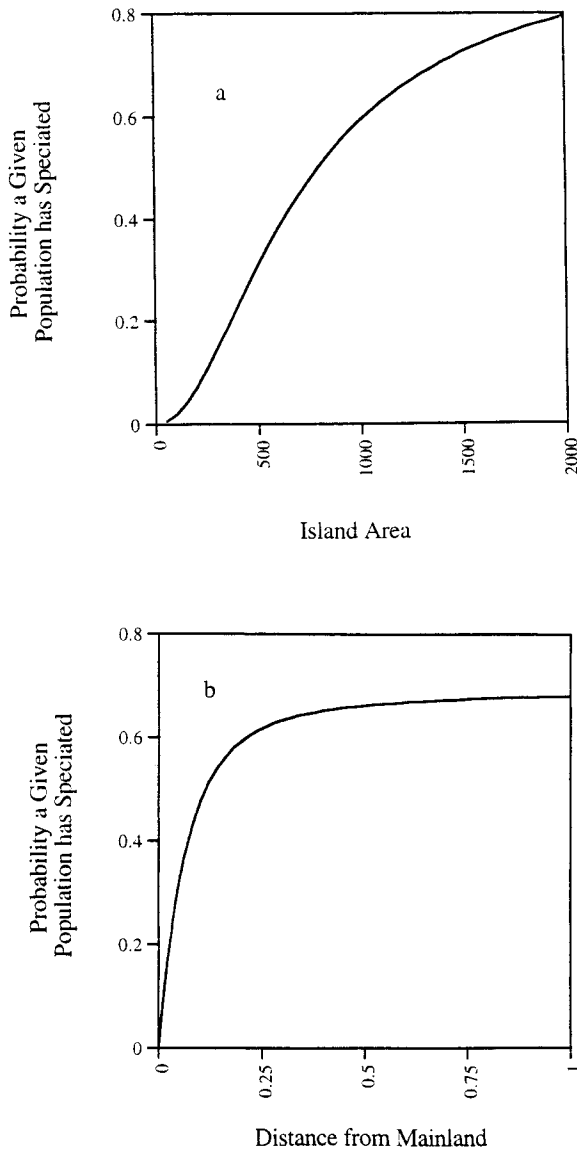 Probability a Given
Population has Speciated
0.8
0.6
0.4
0.2
0
a
0
500
1000
1500
2000
Island Area
Probability a Given
Population has Speciated
0.8
0.6
0.4
0.2
0
b
0
0.25
0.5
0.75
1
Distance from Mainland